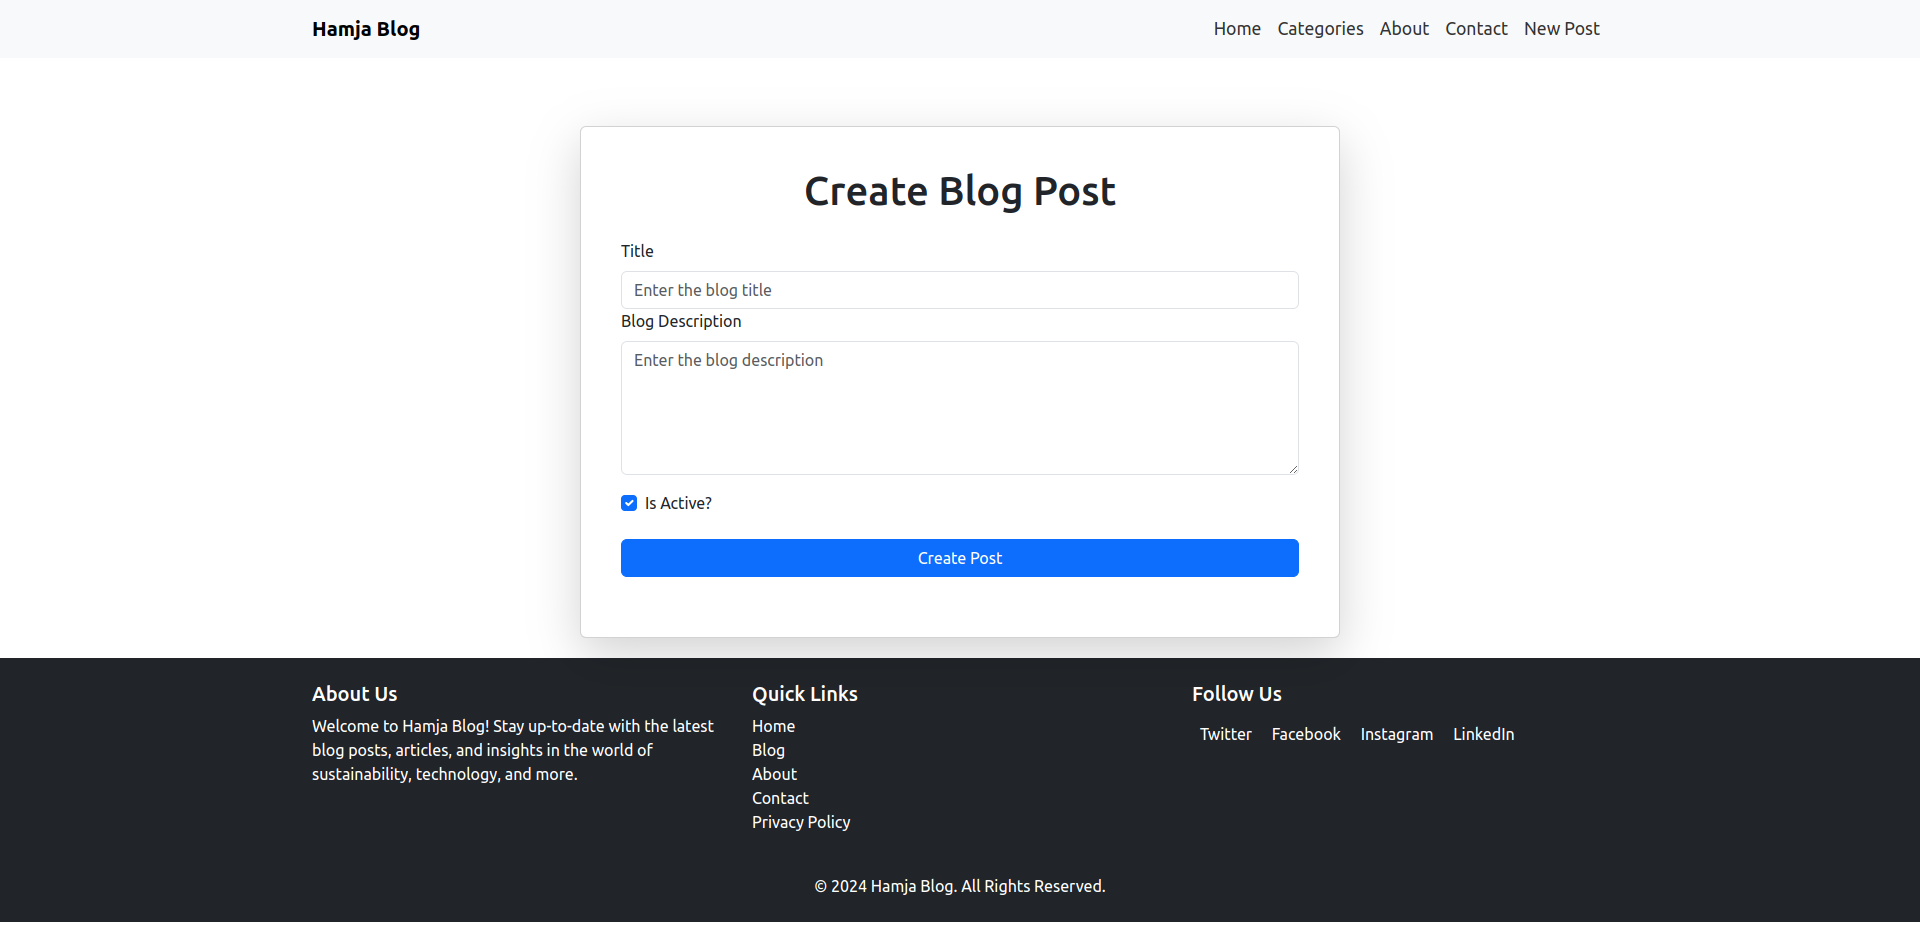 Hamja Blog
Home Categories About Contact New Post
Create Blog Post
Title
Enter the blog title
Blog Description
Enter the blog description
Is Active?
Create Post
About Us
Welcome to Hamja Blog! Stay up-to-date with the latest
blog posts, articles, and insights in the world of
sustainability, technology, and more.
Quick Links
Home
Blog
About
Contact
Privacy Policy
Follow Us
Twitter Facebook Instagram LinkedIn
© 2024 Hamja Blog. All Rights Reserved.